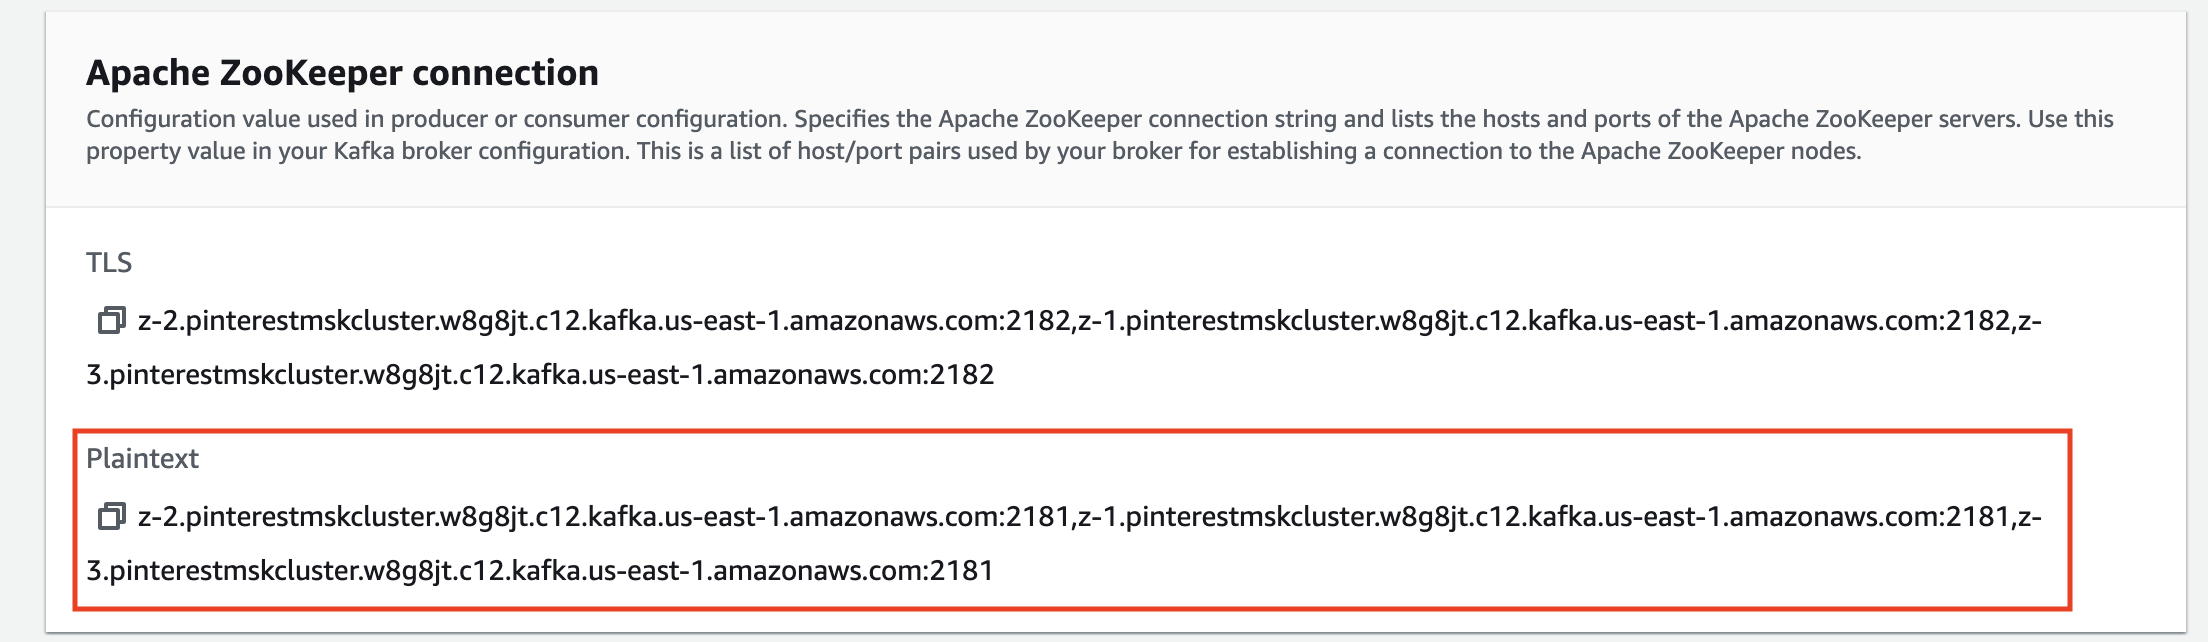 Apache ZooKeeper connection
Configuration value used in producer or consumer configuration. Specifies the Apache ZooKeeper connection string and lists the hosts and ports of the Apache ZooKeeper servers. Use this
property value in your Kafka broker configuration. This is a list of host/port pairs used by your broker for establishing a connection to the Apache ZooKeeper nodes.
TLS
z-2.pinterestmskcluster.w8g8jt.c12.kafka.us-east-1.amazonaws.com:2182,z-1.pinterestmskcluster.w8g8jt.c12.kafka.us-east-1.amazonaws.com:2182,z-
3.pinterestmskcluster.w8g8jt.c12.kafka.us-east-1.amazonaws.com:2182
Plaintext
z-2.pinterestmskcluster.w8g8jt.c12.kafka.us-east-1.amazonaws.com:2181,z-1.pinterestmskcluster.w8g8jt.c12.kafka.us-east-1.amazonaws.com:2181,z-
3.pinterestmskcluster.w8g8jt.c12.kafka.us-east-1.amazonaws.com:2181